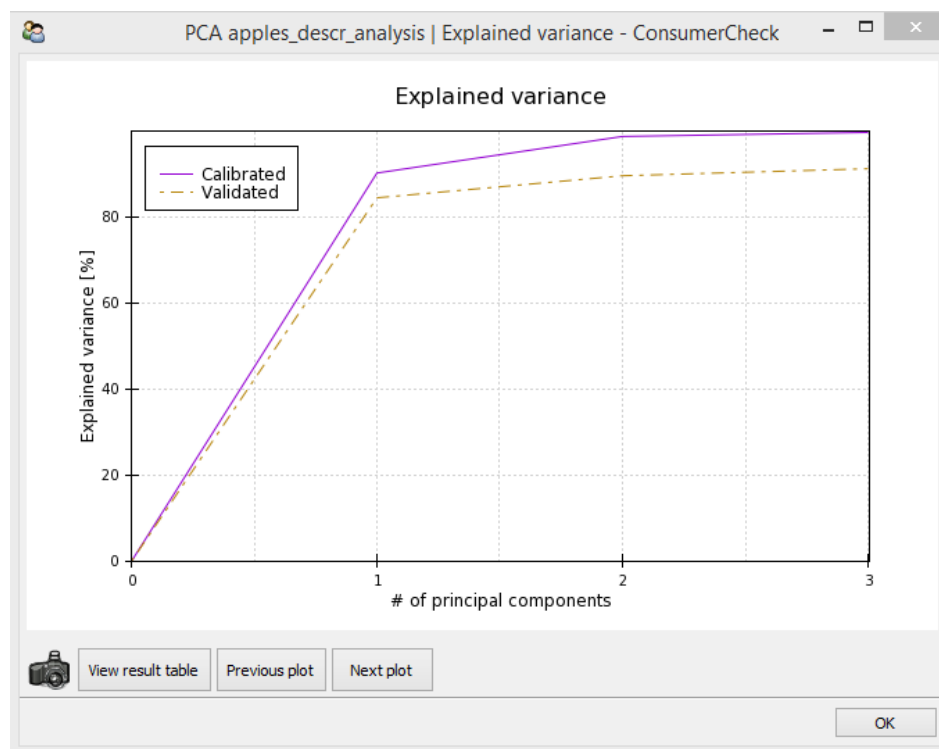 PCA apples_descr_analysis | Explained variance - ConsumerCheck
Explained variance
Calibrated
Validated
80
60
40
20
0
Explained variance [%]
0 1 2 3
# of principal components
View result table Previous plot Next plot
OK